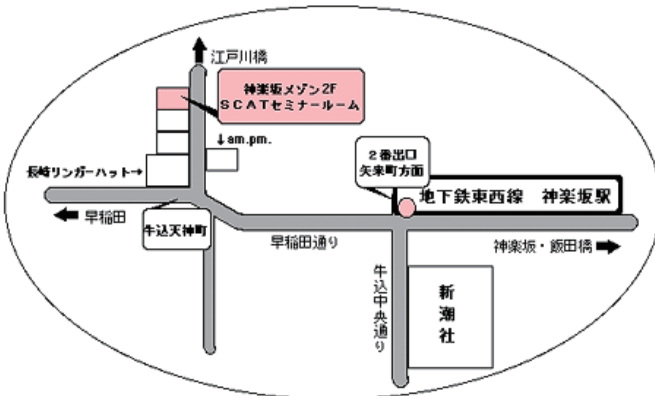 江戸川橋
神楽坂メゾン2F
SCATセミナールーム
↓am.pm.
2番出口
矢来町方面
長崎リンガーハット→
地下鉄東西線 神楽坂駅
早稲田
牛込天神町
早稲田通り
神楽坂・飯田橋
牛込中央通り
新潮社